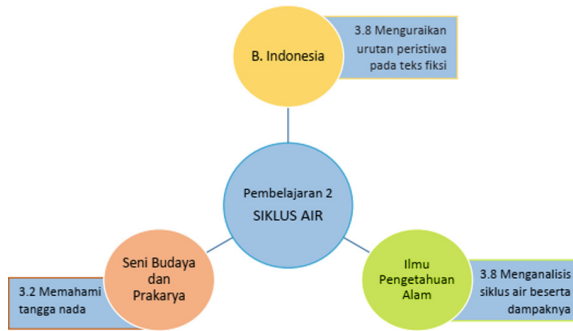 B. Indonesia
3.8 Menguraikan
urutan peristiwa
pada teks fiksi
Pembelajaran 2
SIKLUS AIR
Seni Budaya
dan
Prakarya
3.2 Memahami
tangga nada
Ilmu
Pengetahuan
Alam
3.8 Menganalisis
siklus air beserta
dampaknya